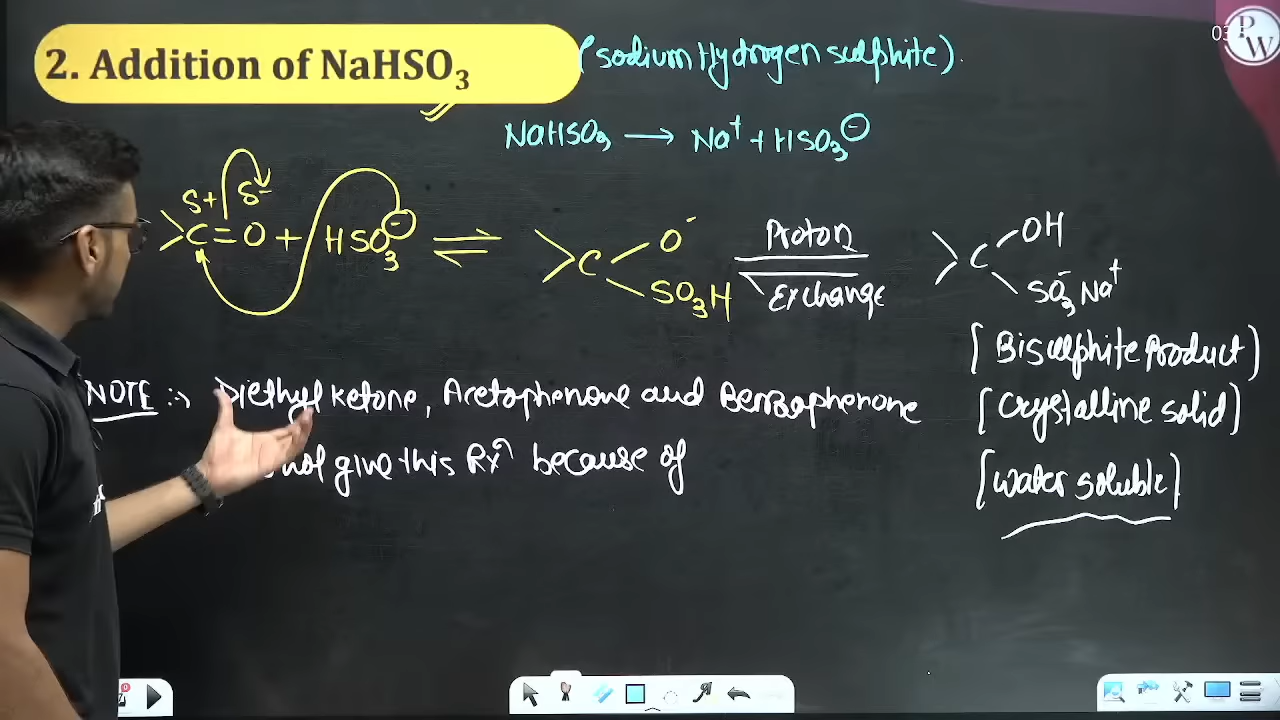 2. Addition of NaHSO₃ (sodium Hydrogen sulphite).
NaHSO₃ ⟶ Na⁺ + HSO₃⊖
δ+ δ−
C = O + HSO₃⊖ ⇌ C O⁻ SO₃H Proton Exchange C OH SO₃⁻Na⁺
[Bisulphite Product]
NOTE :→ Diethyl ketone, Acetophenone and Benzophenone
[Crystalline solid]
not give this Rxⁿ because of
[Water soluble]
PW